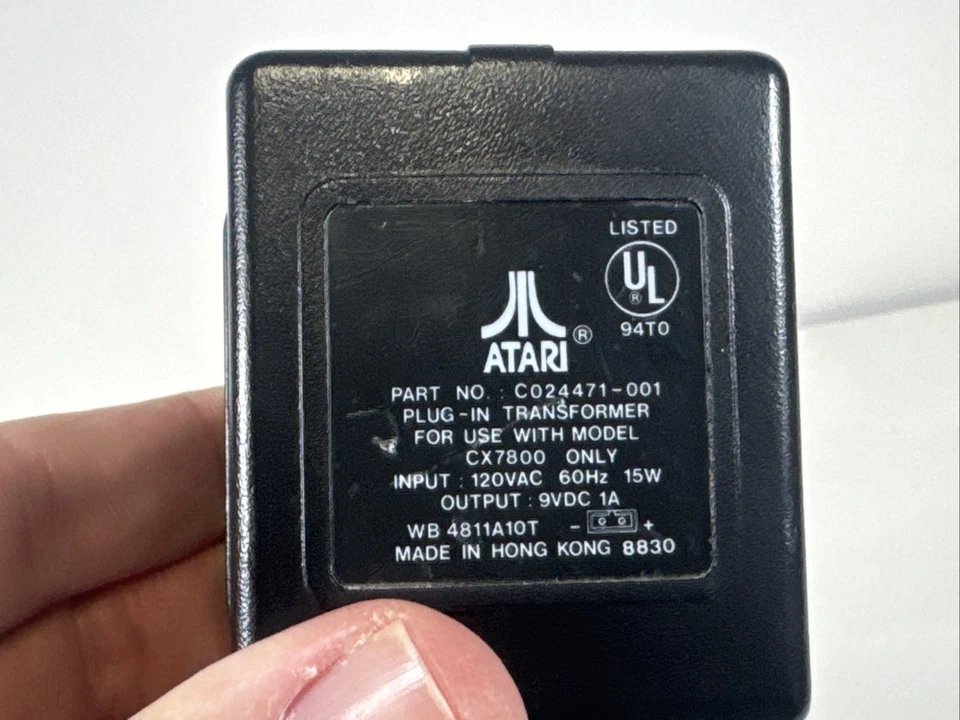 LISTED
UL
®
94T0
ATARI ®
PART NO. : C024471-001
PLUG-IN TRANSFORMER
FOR USE WITH MODEL
CX7800 ONLY
INPUT : 120VAC 60Hz 15W
OUTPUT : 9VDC 1A
WB 4811A10T - +
MADE IN HONG KONG 8830